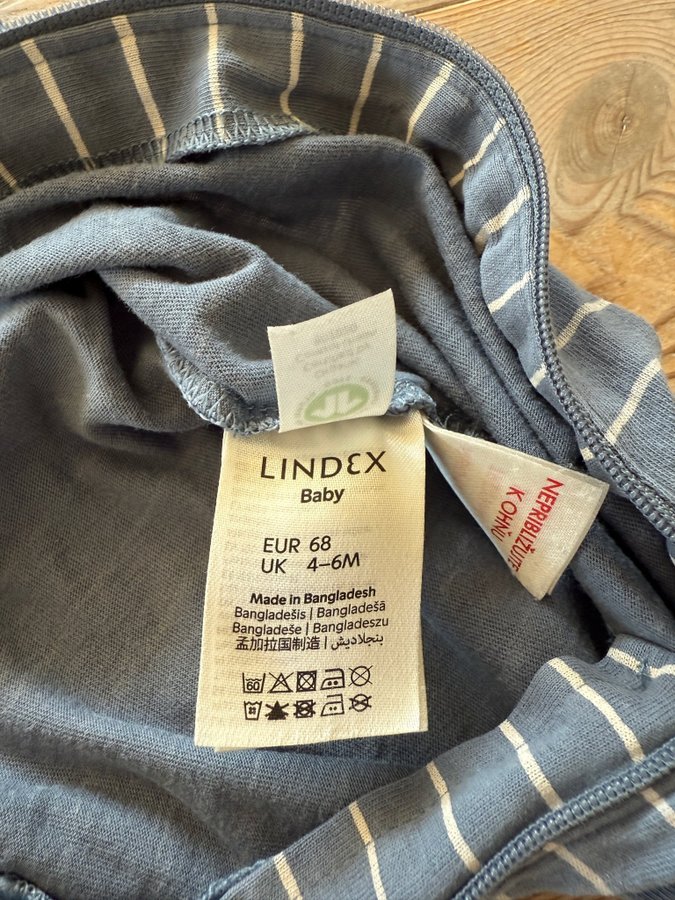 LINDEX
Baby
EUR 68
UK 4–6M
Made in Bangladesh
Bangladešis | Bangladešā
Bangladeše | Bangladeszu
孟加拉国制造 | بنجلاديش
60
NEPRIBLIŽUJTE
K OHŇU